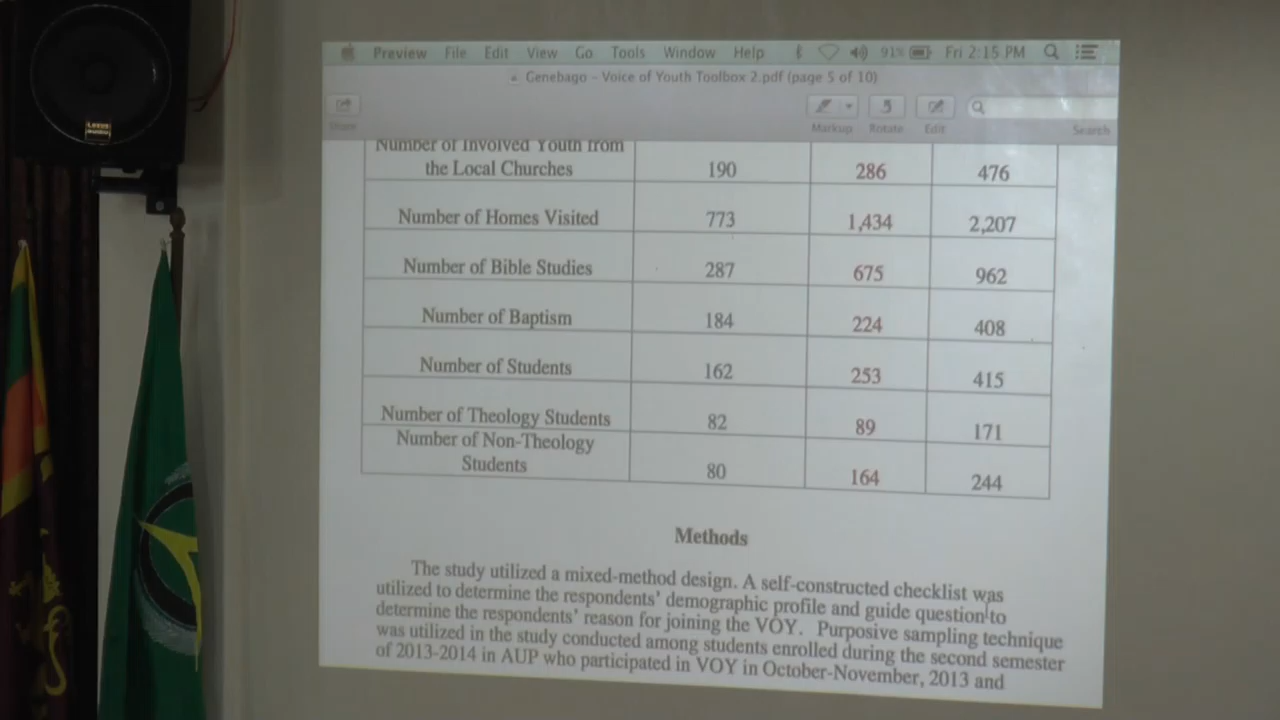 Preview File Edit View Go Tools Window Help 91% Fri 2:15 PM
Genebago - Voice of Youth Toolbox 2.pdf (page 5 of 10)
Share Markup Rotate Edit Search
Number of Involved Youth from
the Local Churches 190 286 476
Number of Homes Visited 773 1,434 2,207
Number of Bible Studies 287 675 962
Number of Baptism 184 224 408
Number of Students 162 253 415
Number of Theology Students 82 89 171
Number of Non-Theology
Students 80 164 244
Methods
The study utilized a mixed-method design. A self-constructed checklist was
utilized to determine the respondents' demographic profile and guide question to
determine the respondents' reason for joining the VOY. Purposive sampling technique
was utilized in the study conducted among students enrolled during the second semester
of 2013-2014 in AUP who participated in VOY in October-November, 2013 and